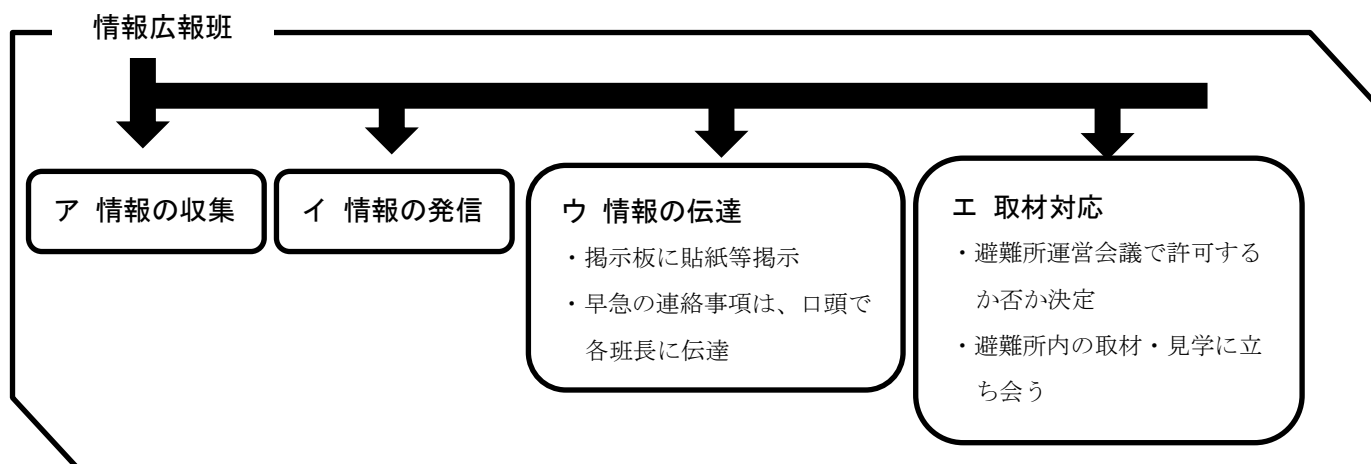 情報広報班
ア 情報の収集
イ 情報の発信
ウ 情報の伝達
・掲示板に貼紙等掲示
・早急の連絡事項は、口頭で
各班長に伝達
エ 取材対応
・避難所運営会議で許可する
か否か決定
・避難所内の取材・見学に立
ち会う